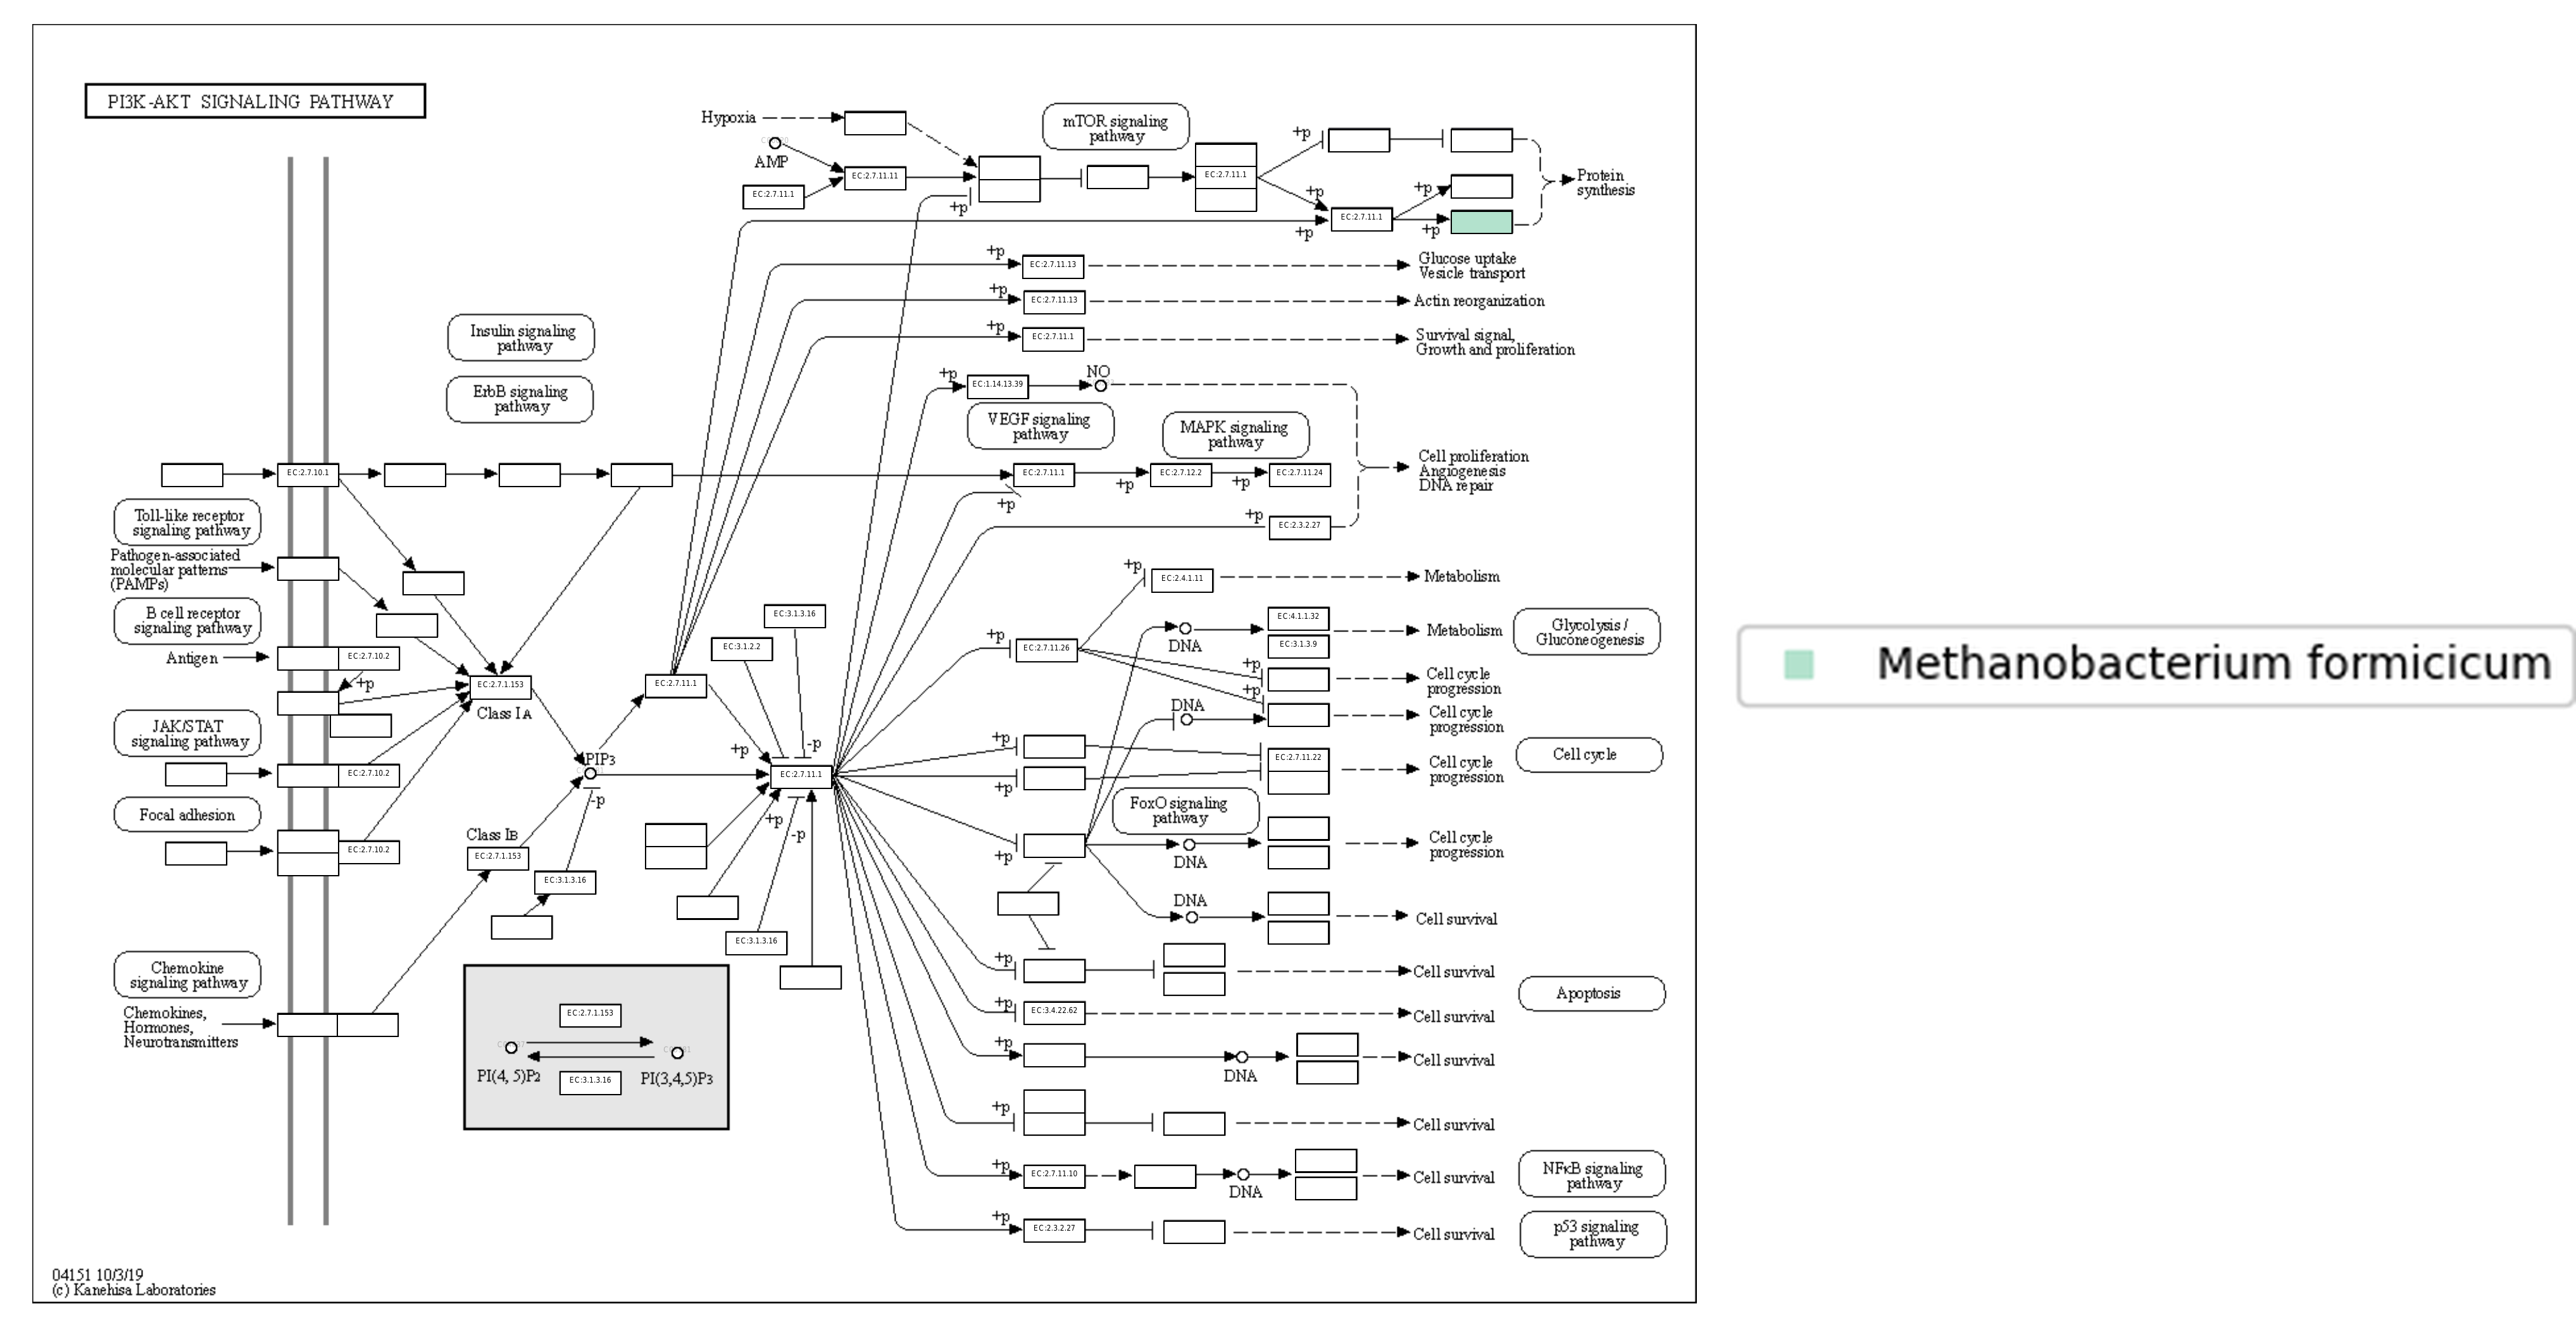 PI3K-AKT SIGNALING PATHWAY
Hypoxia
AMP
EC:2.7.11.1
EC:2.7.11.11
+p
mTOR signaling
pathway
EC:2.7.11.1
+p
+p
EC:2.7.11.1
+p
+p
+p
Protein
synthesis
+p
EC:2.7.11.13
Glucose uptake
Vesicle transport
+p
EC:2.7.11.13
Actin reorganization
+p
EC:2.7.11.1
Survival signal,
Growth and proliferation
Insulin signaling
pathway
ErbB signaling
pathway
+p
EC:1.14.13.39
NO
VEGF signaling
pathway
MAPK signaling
pathway
EC:2.7.10.1
EC:2.7.11.1
+p
EC:2.7.12.2
+p
EC:2.7.11.24
+p
+p
EC:2.3.2.27
Cell proliferation
Angiogenesis
DNA repair
Toll-like receptor
signaling pathway
Pathogen-associated
molecular patterns
(PAMPs)
B cell receptor
signaling pathway
Antigen
EC:2.7.10.2
+p
JAK/STAT
signaling pathway
EC:2.7.10.2
Focal adhesion
EC:2.7.10.2
Chemokine
signaling pathway
Chemokines,
Hormones,
Neurotransmitters
EC:2.7.1.153
Class IA
PIP3
-p
Class IB
EC:2.7.1.153
EC:3.1.3.16
EC:2.7.11.1
EC:3.1.2.2
EC:3.1.3.16
+p
-p
EC:2.7.11.1
+p
-p
EC:3.1.3.16
EC:2.7.1.153
PI(4, 5)P2
EC:3.1.3.16
PI(3,4,5)P3
+p
EC:2.4.1.11
Metabolism
+p
EC:2.7.11.26
DNA
EC:4.1.1.32
EC:3.1.3.9
Metabolism
Glycolysis /
Gluconeogenesis
+p
Cell cycle
progression
+p
DNA
Cell cycle
progression
+p
+p
EC:2.7.11.22
Cell cycle
progression
Cell cycle
FoxO signaling
pathway
+p
DNA
Cell cycle
progression
DNA
Cell survival
+p
Cell survival
Apoptosis
+p
EC:3.4.22.62
Cell survival
+p
DNA
Cell survival
+p
Cell survival
+p
EC:2.7.11.10
DNA
Cell survival
NFκB signaling
pathway
+p
EC:2.3.2.27
Cell survival
p53 signaling
pathway
04151 10/3/19
(c) Kanehisa Laboratories
Methanobacterium formicicum